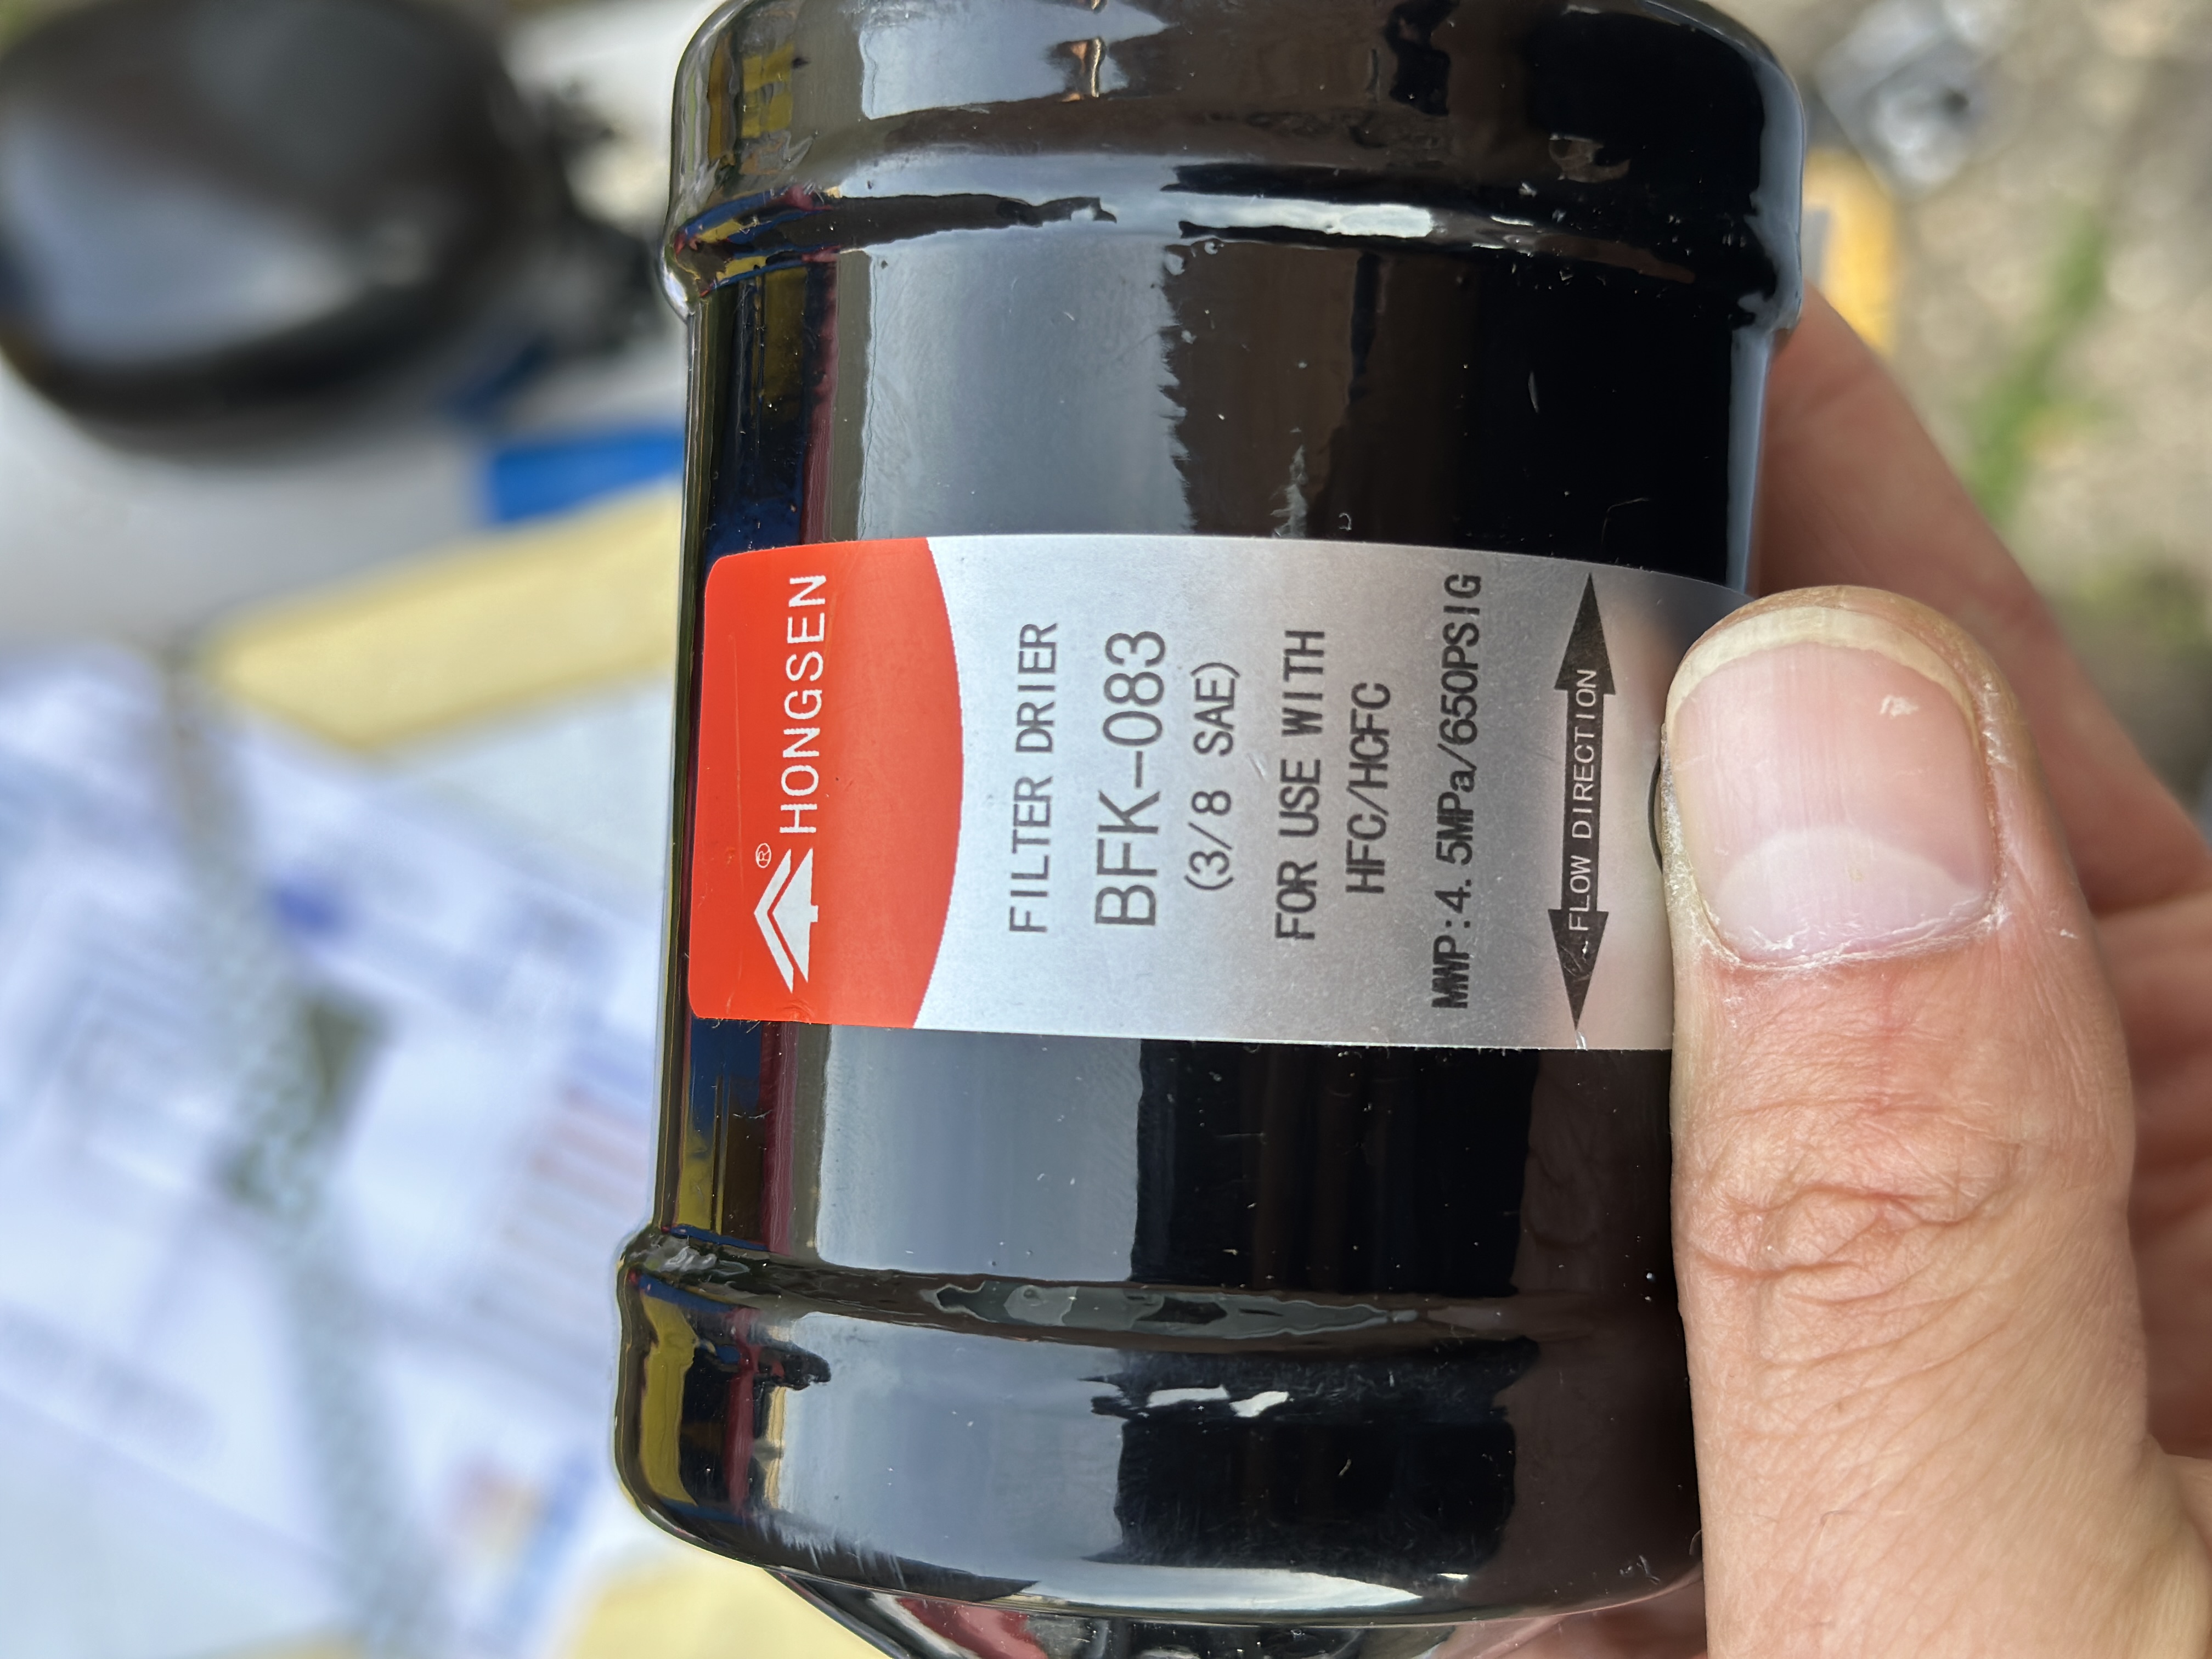 HONGSEN®
FILTER DRIER
BFK-083
(3/8 SAE)
FOR USE WITH
HFC/HCFC
MWP:4.5MPa/650PSIG
FLOW DIRECTION